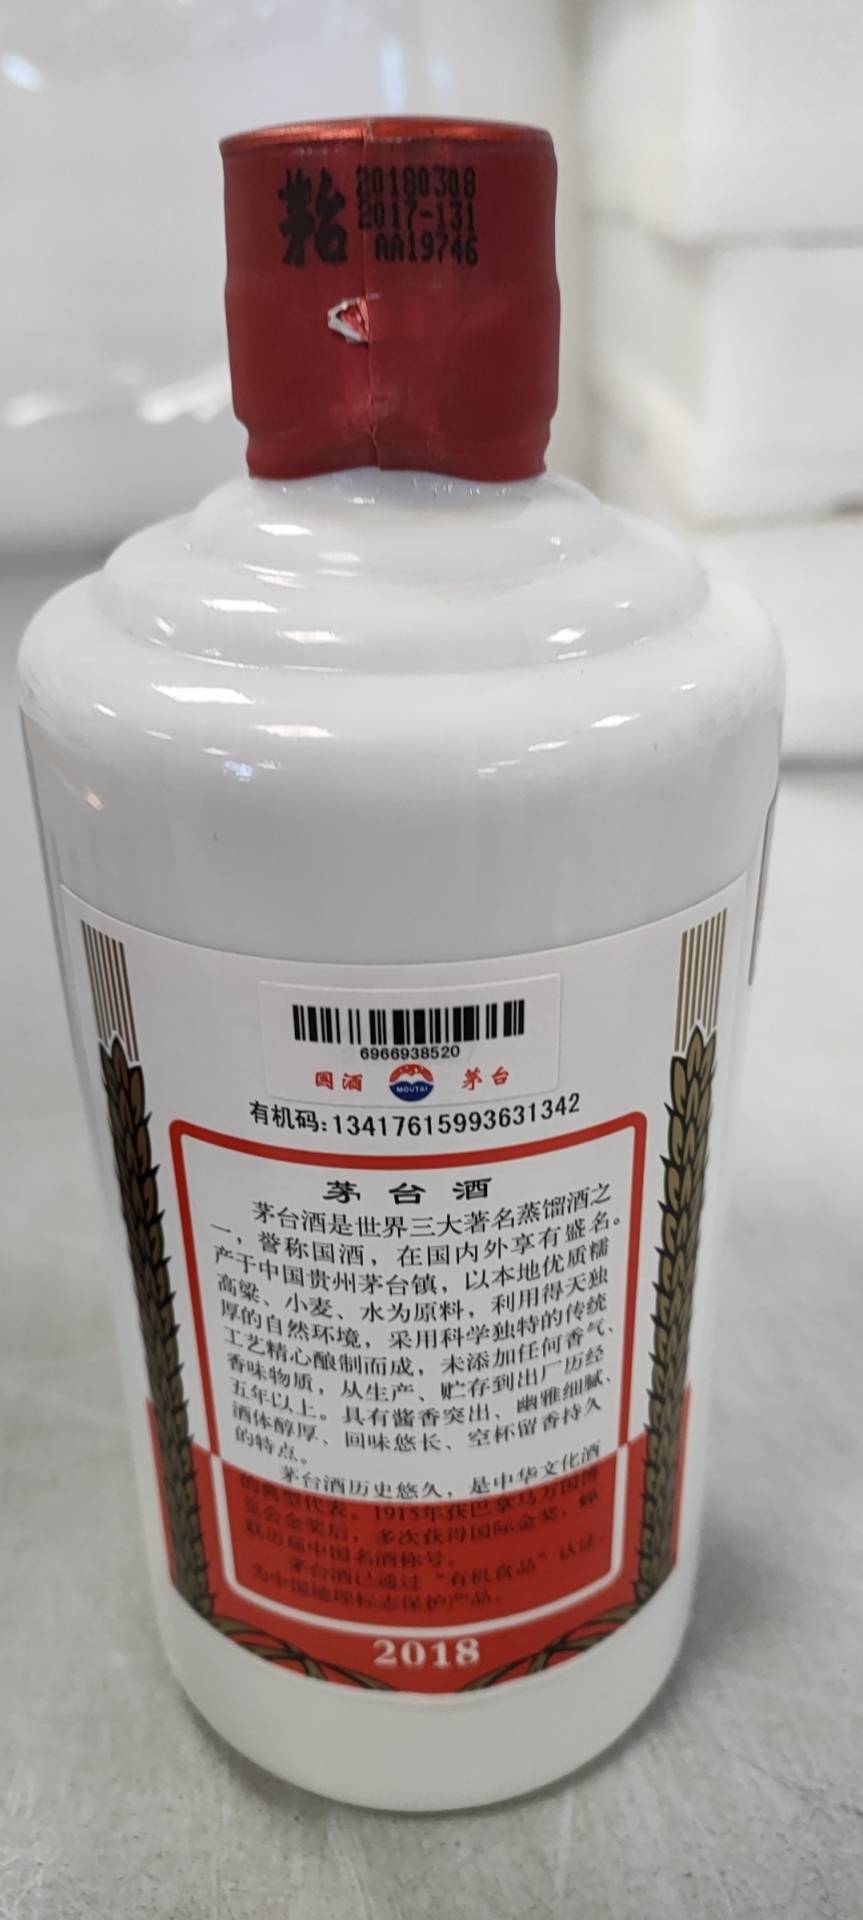 茅台
20180308
2017-131
AA19746
6966938520
国酒 MOUTAI 茅台
有机码:13417615993631342
茅台酒
茅台酒是世界三大著名蒸馏酒之
一，誉称国酒，在国内外享有盛名。
产于中国贵州茅台镇，以本地优质糯
高粱、小麦、水为原料，利用得天独
厚的自然环境，采用科学独特的传统
工艺精心酿制而成，未添加任何香气、
香味物质，从生产、贮存到出厂历经
五年以上。具有酱香突出、幽雅细腻、
酒体醇厚、回味悠长、空杯留香持久
的特点。
茅台酒历史悠久，是中华文化酒
的典型代表。1915年获巴拿马万国博
览会金奖后，多次获得国际金奖，蝉
联历届中国名酒称号。
茅台酒已通过“有机食品”认证，
为中国地理标志保护产品。
2018